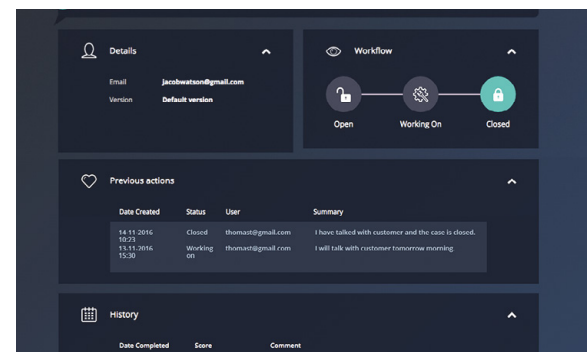 Details
Email jacobwatson@gmail.com
Version Default version
Workflow
Open Working On Closed
Previous actions
Date Created Status User Summary
14-11-2016 10:23 Closed thomast@gmail.com I have talked with customer and the case is closed.
13.11-2016 15:30 Working on thomast@gmail.com I will talk with customer tomorrow morning
History
Date Completed Score Comment